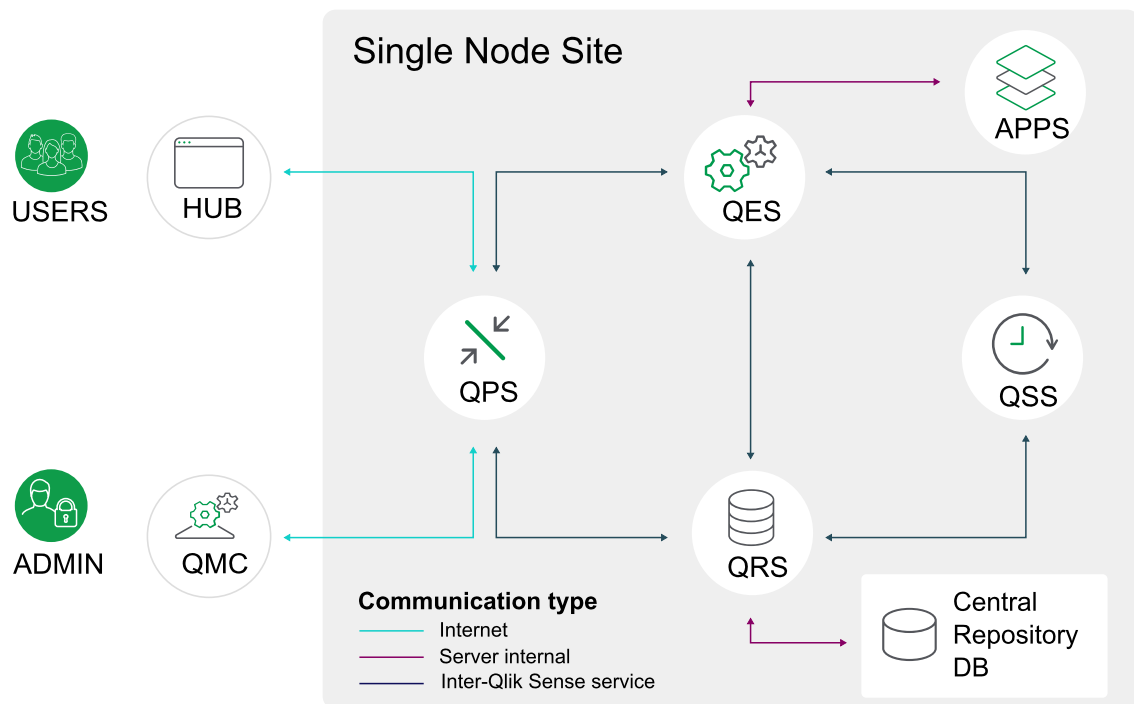 Single Node Site
APPS
USERS
HUB
QES
QPS
QSS
ADMIN
QMC
QRS
Communication type
Internet
Server internal
Inter-Qlik Sense service
Central
Repository
DB